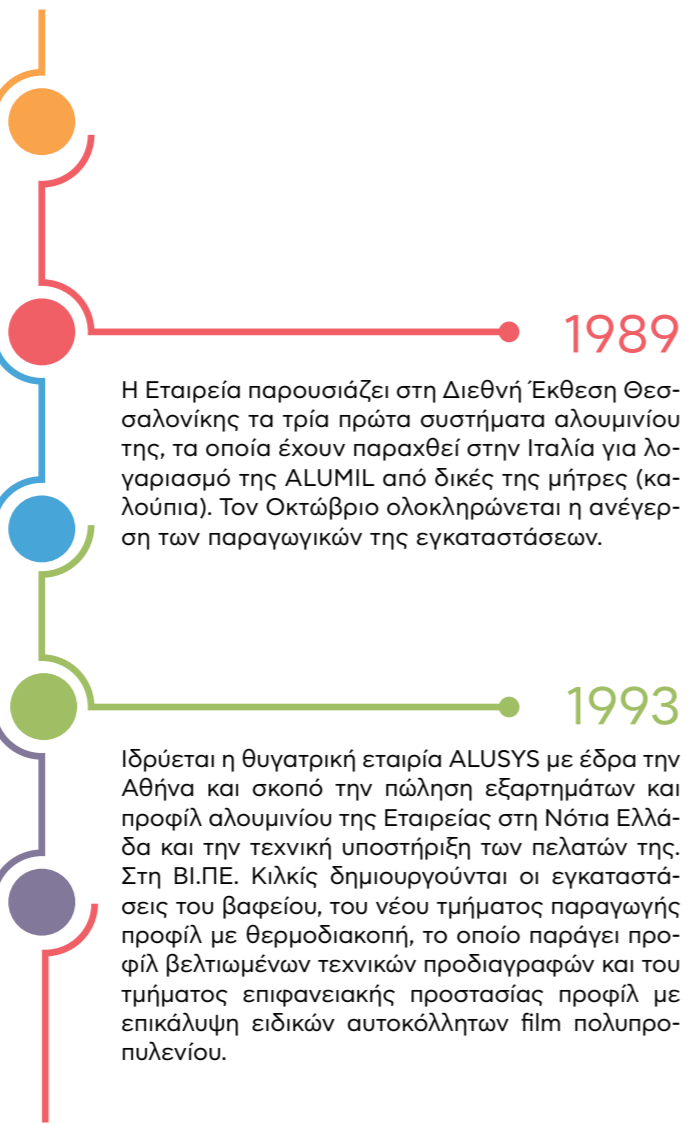 1989
Η Εταιρεία παρουσιάζει στη Διεθνή Έκθεση Θεσ-
σαλονίκης τα τρία πρώτα συστήματα αλουμινίου
της, τα οποία έχουν παραχθεί στην Ιταλία για λο-
γαριασμό της ALUMIL από δικές της μήτρες (κα-
λούπια). Τον Οκτώβριο ολοκληρώνεται η ανέγερ-
ση των παραγωγικών της εγκαταστάσεων.
1993
Ιδρύεται η θυγατρική εταιρία ALUSYS με έδρα την
Αθήνα και σκοπό την πώληση εξαρτημάτων και
προφίλ αλουμινίου της Εταιρείας στη Νότια Ελλά-
δα και την τεχνική υποστήριξη των πελατών της.
Στη ΒΙ.ΠΕ. Κιλκίς δημιουργούνται οι εγκαταστά-
σεις του βαφείου, του νέου τμήματος παραγωγής
προφίλ με θερμοδιακοπή, το οποίο παράγει προ-
φίλ βελτιωμένων τεχνικών προδιαγραφών και του
τμήματος επιφανειακής προστασίας προφίλ με
επικάλυψη ειδικών αυτοκόλλητων film πολυπρο-
πυλενίου.